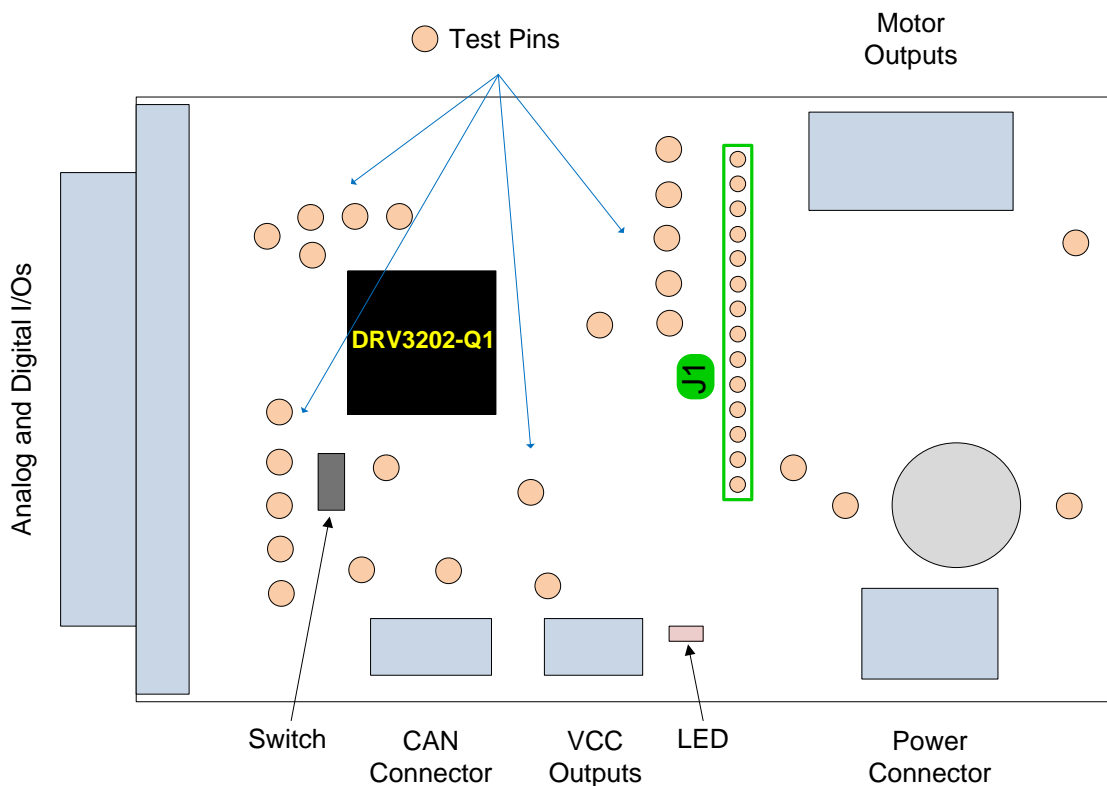 Test Pins
Motor
Outputs
Analog and Digital I/Os
DRV3202-Q1
J1
Switch
CAN
Connector
VCC
Outputs
LED
Power
Connector